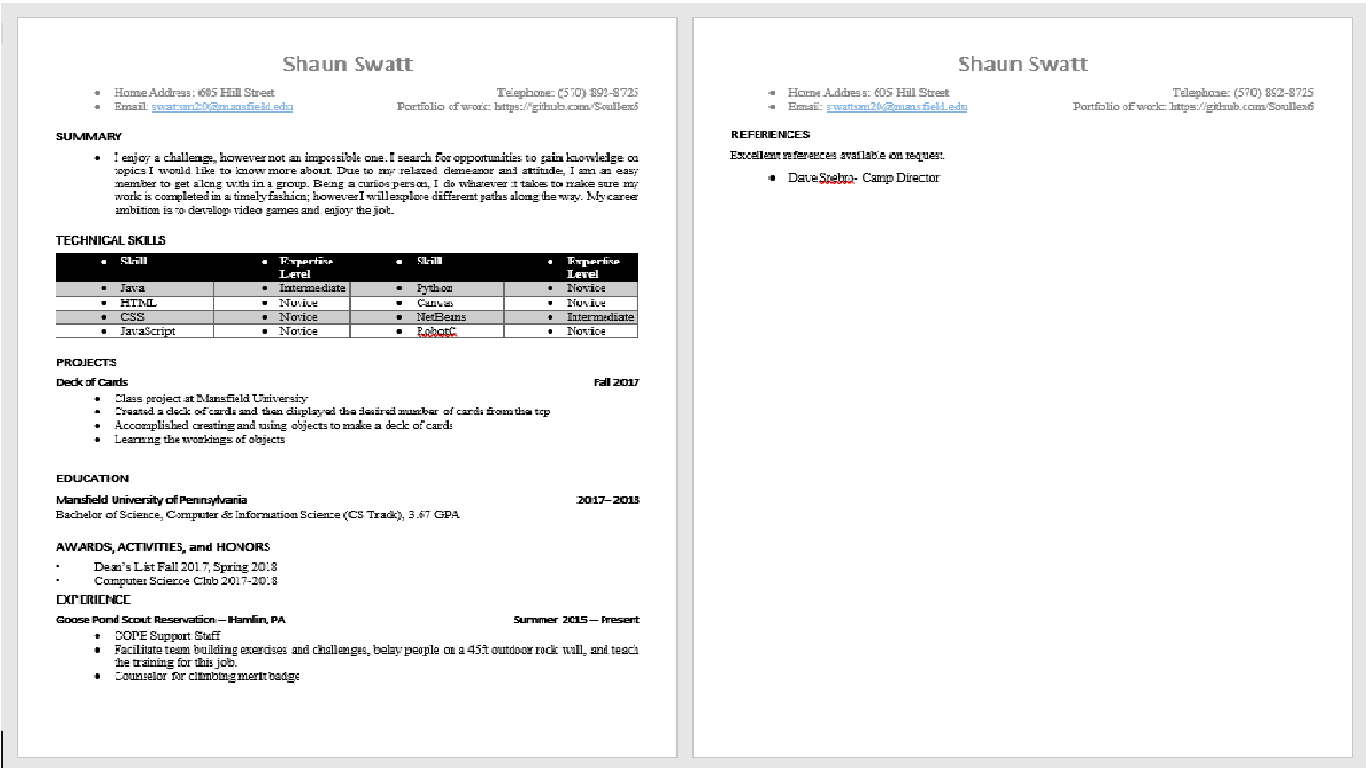 Shaun Swatt
• Home Address: 605 Hill Street Telephone: (570) 892-8725
• Email: swattsm20@mansfield.edu Portfolio of work: https://github.com/Soullex6
SUMMARY
• I enjoy a challenge, however not an impossible one. I search for opportunities to gain knowledge on
topics I would like to know more about. Due to my relaxed demeanor and attitude, I am an easy
member to get along with in a group. Being a curios person, I do whatever it takes to make sure my
work is completed in a timely fashion; however I will explore different paths along the way. My career
ambition is to develop video games and enjoy the job.
TECHNICAL SKILLS
• Skill • Expertise Level • Skill • Expertise Level
• Java • Intermediate • Python • Novice
• HTML • Novice • Canvas • Novice
• CSS • Novice • NetBeans • Intermediate
• JavaScript • Novice • RobotC • Novice
PROJECTS
Deck of Cards Fall 2017
• Class project at Mansfield University
• Created a deck of cards and then displayed the desired number of cards from the top
• Accomplished creating and using objects to make a deck of cards
• Learning the workings of objects
EDUCATION
Mansfield University of Pennsylvania 2017–2018
Bachelor of Science, Computer & Information Science (CS Track), 3.67 GPA
AWARDS, ACTIVITIES, and HONORS
· Dean's List Fall 2017, Spring 2018
· Computer Science Club 2017-2018
EXPERIENCE
Goose Pond Scout Reservation – Hamlin, PA Summer 2015 – Present
• COPE Support Staff
• Facilitate team building exercises and challenges, belay people on a 45ft outdoor rock wall, and teach
the training for this job.
• Counselor for climbing merit badge
Shaun Swatt
• Home Address: 605 Hill Street Telephone: (570) 892-8725
• Email: swattsm20@mansfield.edu Portfolio of work: https://github.com/Soullex6
REFERENCES
Excellent references available on request.
• Dave - Camp Director